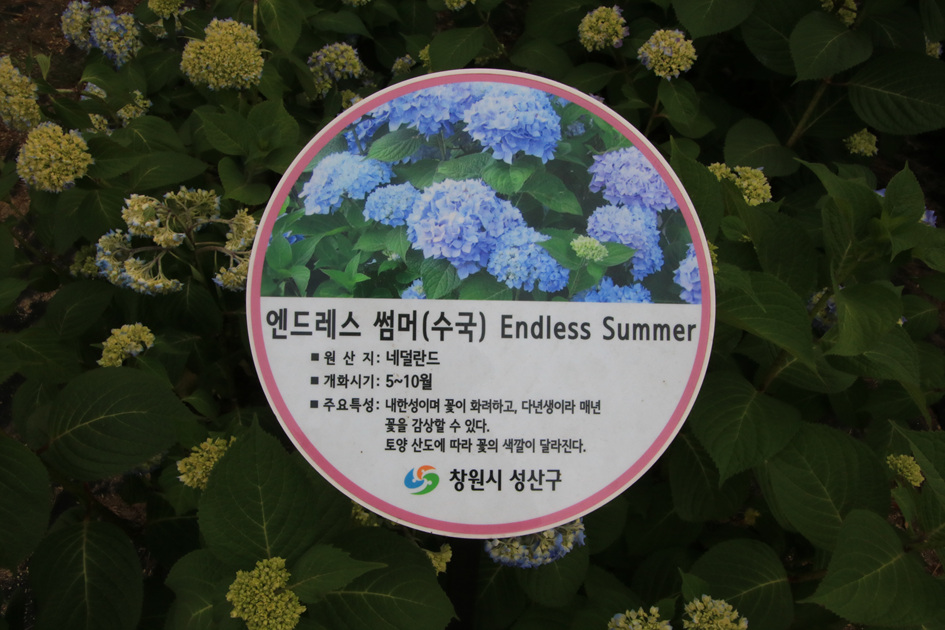 엔드레스 썸머(수국) Endless Summer
■ 원 산 지: 네덜란드
■ 개화시기: 5~10월
■ 주요특성: 내한성이며 꽃이 화려하고, 다년생이라 매년
꽃을 감상할 수 있다.
토양 산도에 따라 꽃의 색깔이 달라진다.
창원시 성산구